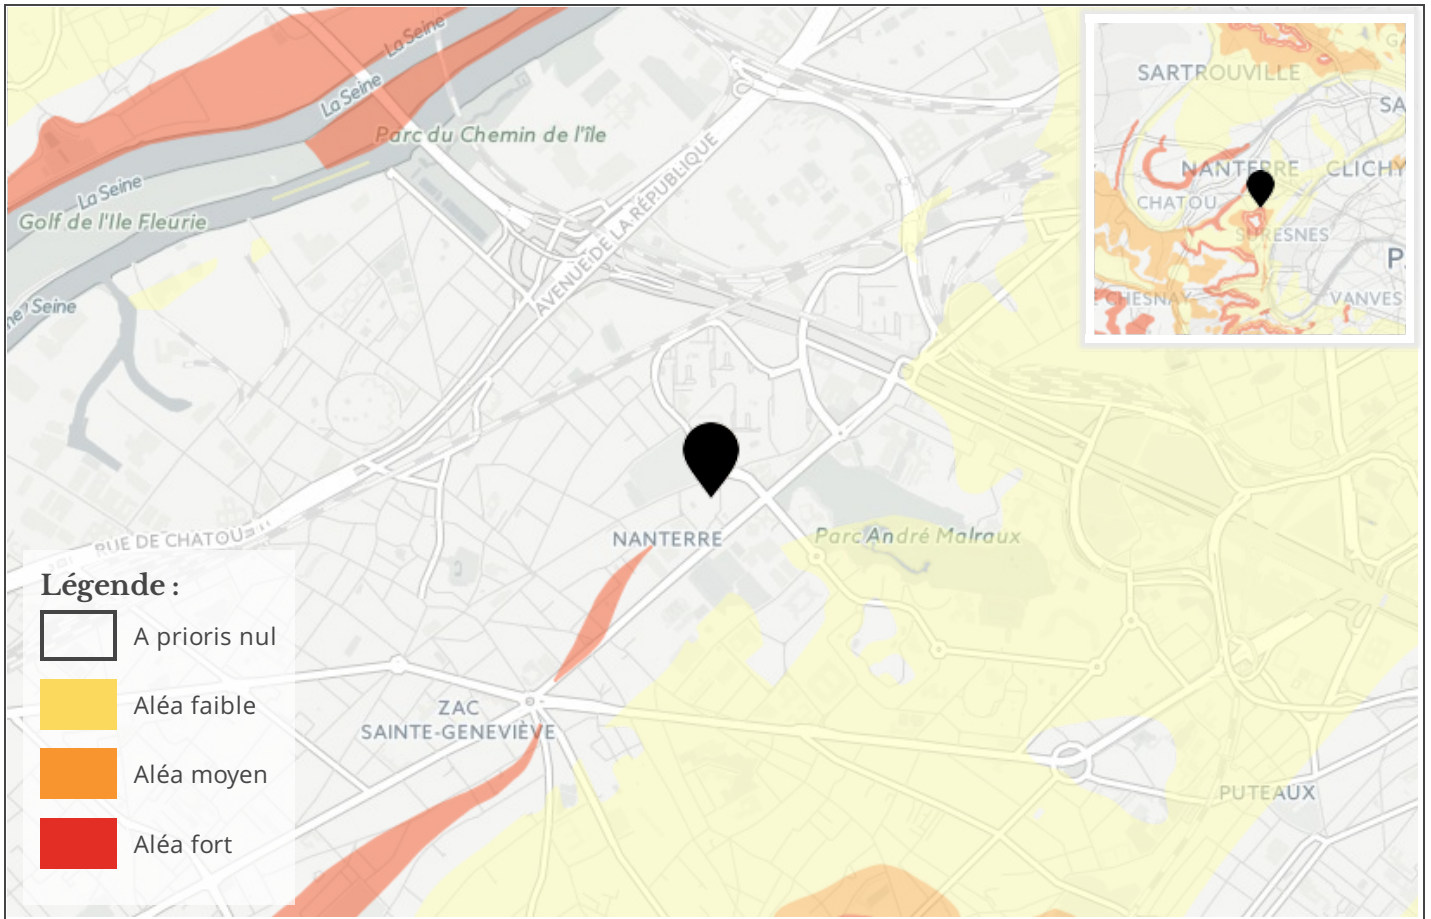 La Seine
La Seine
Parc du Chemin de l'île
La Seine
Golf de l'Ile Fleurie
Seine
AVENUE DE LA RÉPUBLIQUE
RUE DE CHATOU
NANTERRE
Parc André Malraux
ZAC
SAINTE-GENEVIÈVE
PUTEAUX
Légende :
A prioris nul
Aléa faible
Aléa moyen
Aléa fort
SARTROUVILLE
SA
NANTERRE
CLICHY
CHATOU
SURESNES
P
CHESNAY
VANVES